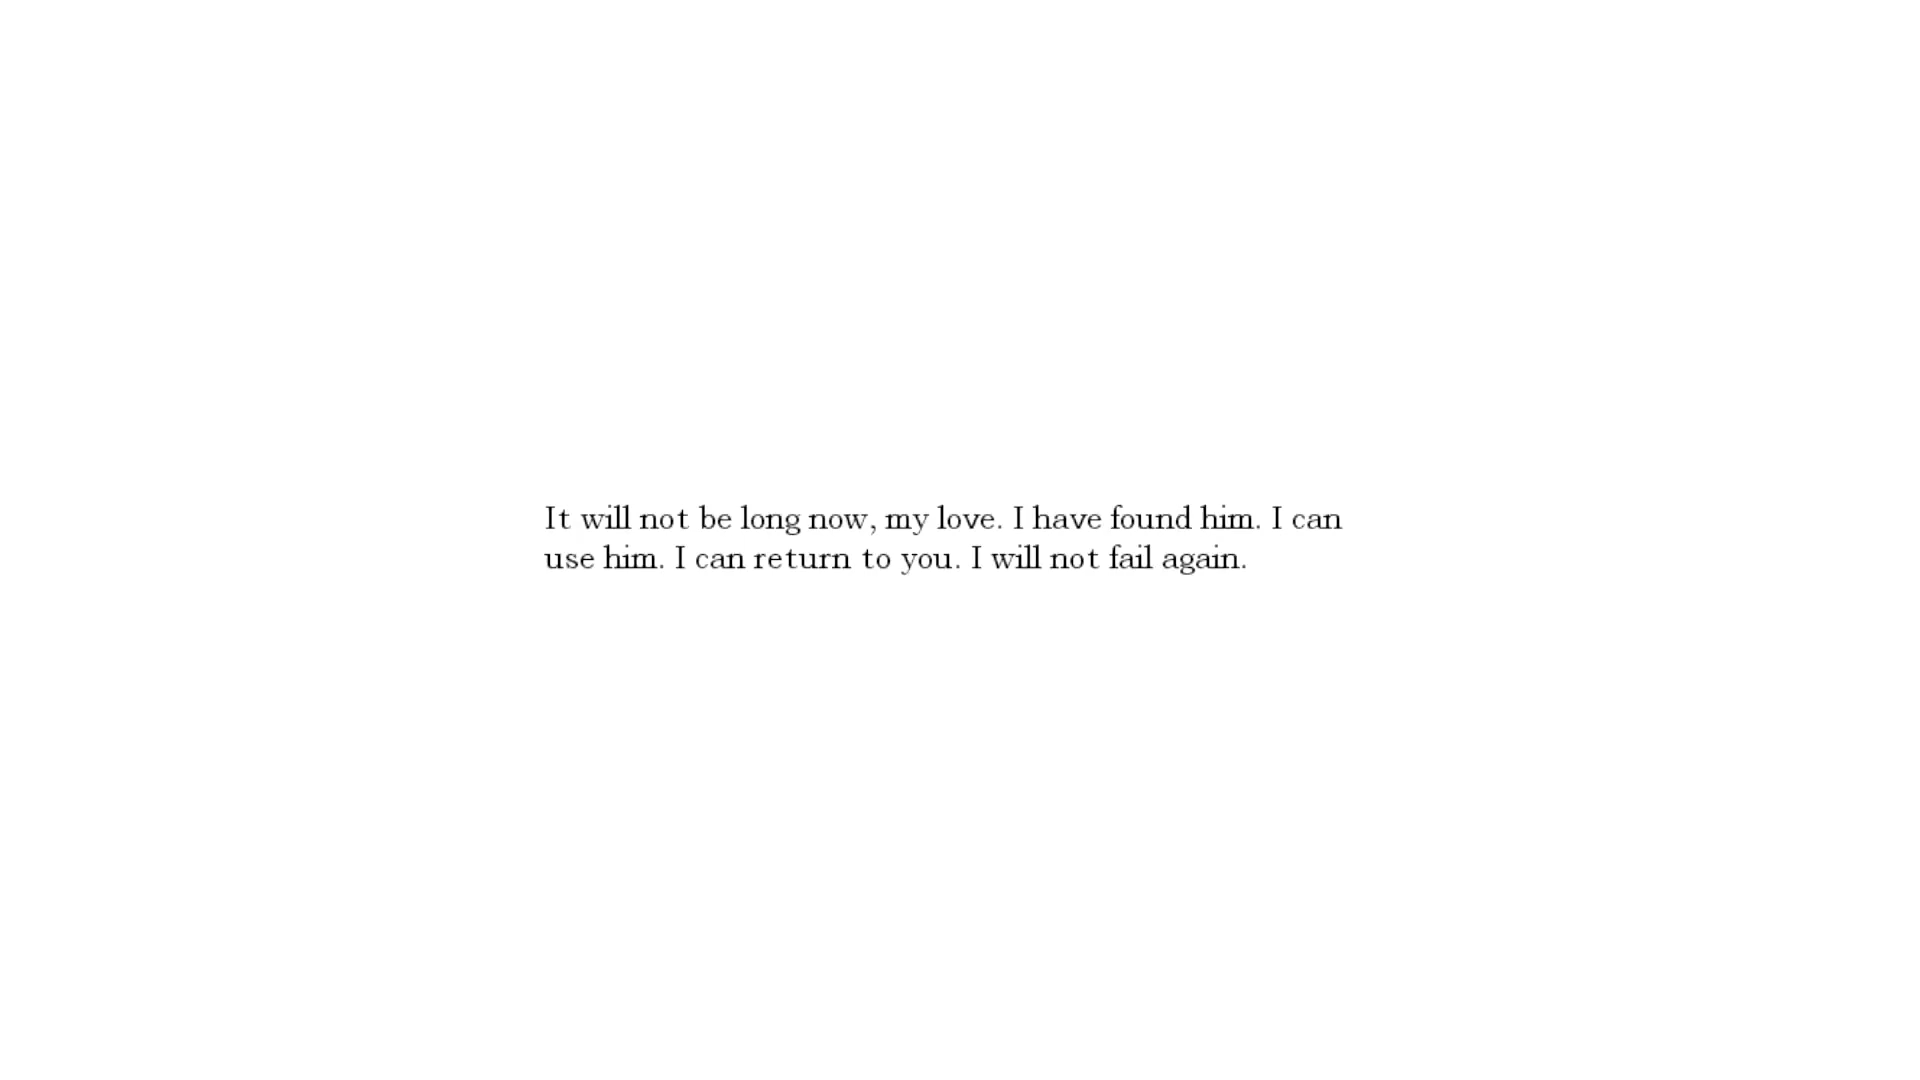 It will not be long now, my love. I have found him. I can
use him. I can return to you. I will not fail again.